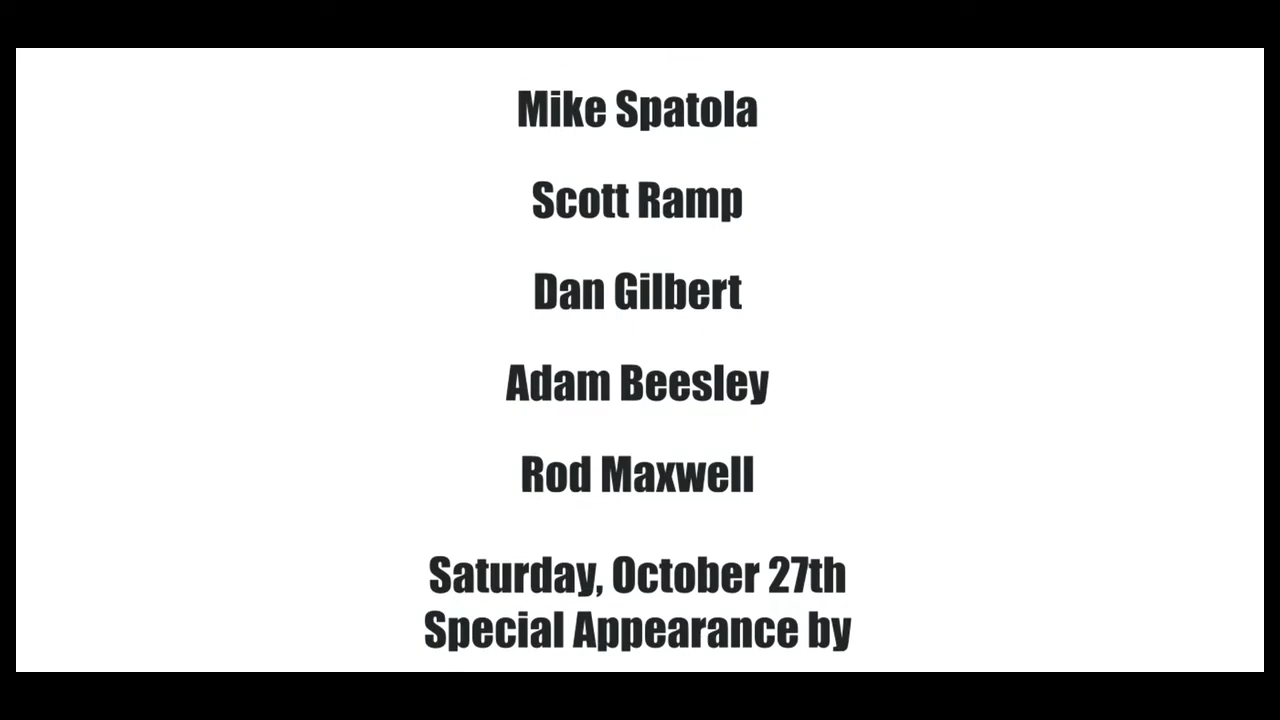 Mike Spatola
Scott Ramp
Dan Gilbert
Adam Beesley
Rod Maxwell
Saturday, October 27th
Special Appearance by